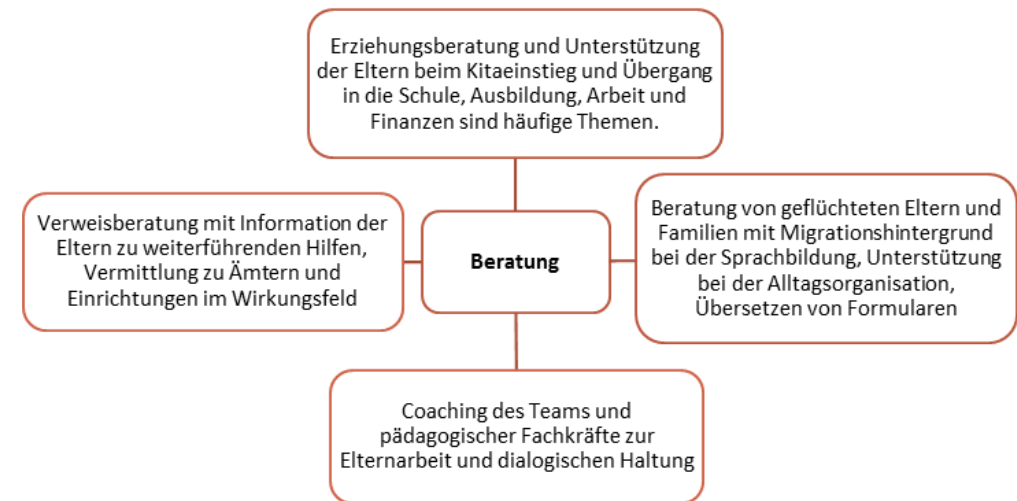 Erziehungsberatung und Unterstützung
der Eltern beim Kitaeinstieg und Übergang
in die Schule, Ausbildung, Arbeit und
Finanzen sind häufige Themen.
Verweisberatung mit Information der
Eltern zu weiterführenden Hilfen,
Vermittlung zu Ämtern und
Einrichtungen im Wirkungsfeld
Beratung
Beratung von geflüchteten Eltern und
Familien mit Migrationshintergrund
bei der Sprachbildung, Unterstützung
bei der Alltagsorganisation,
Übersetzen von Formularen
Coaching des Teams und
pädagogischer Fachkräfte zur
Elternarbeit und dialogischen Haltung